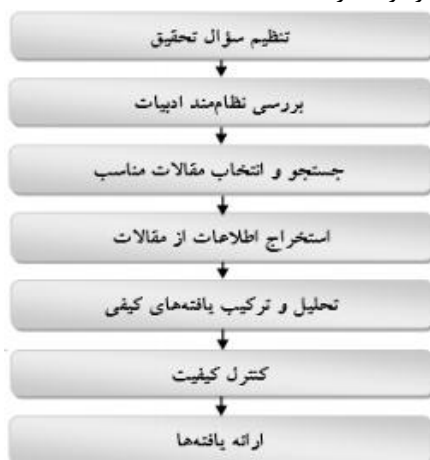 تنظیم سؤال تحقیق
بررسی نظام‌مند ادبیات
جستجو و انتخاب مقالات مناسب
استخراج اطلاعات از مقالات
تحلیل و ترکیب یافته‌های کیفی
کنترل کیفیت
ارائه یافته‌ها